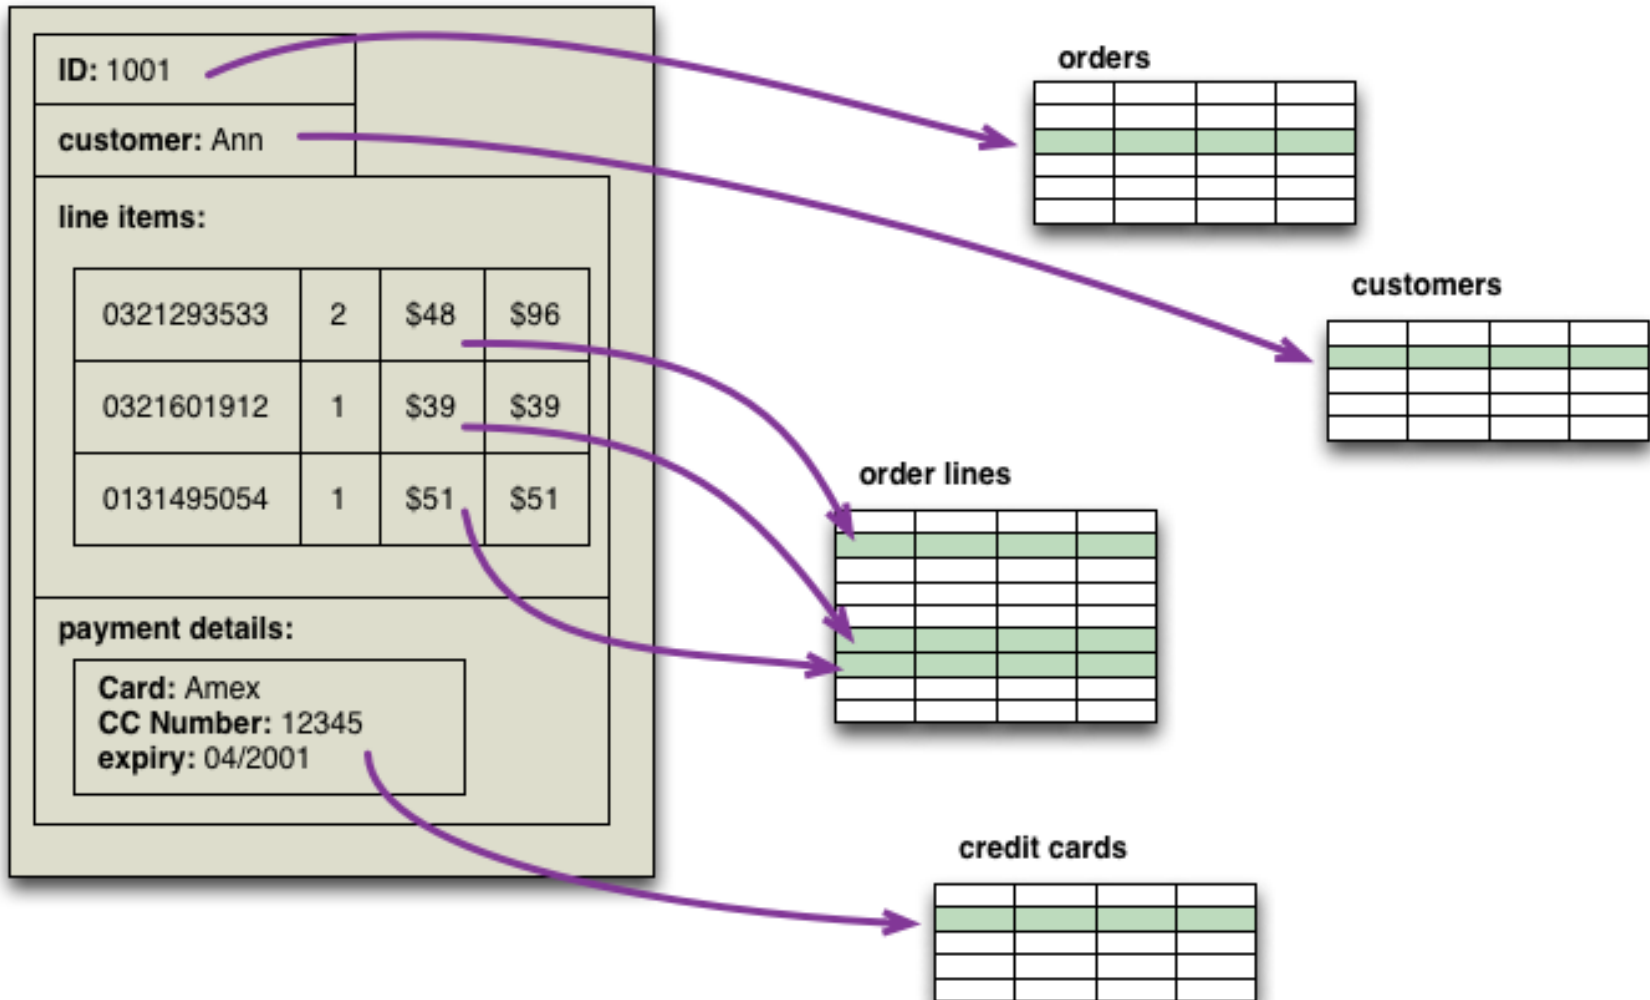 ID: 1001
customer: Ann
line items:
0321293533 2 $48 $96
0321601912 1 $39 $39
0131495054 1 $51 $51
payment details:
Card: Amex
CC Number: 12345
expiry: 04/2001
orders
customers
order lines
credit cards